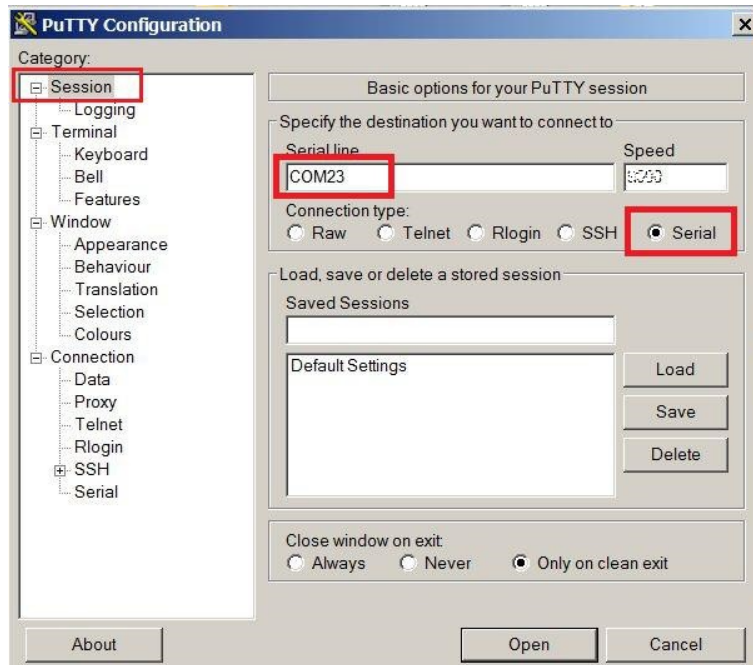 PuTTY Configuration
Category:
Session
Logging
Terminal
Keyboard
Bell
Features
Window
Appearance
Behaviour
Translation
Selection
Colours
Connection
Data
Proxy
Telnet
Rlogin
SSH
Serial
Basic options for your PuTTY session
Specify the destination you want to connect to
Serial line Speed
COM23
Connection type:
Raw Telnet Rlogin SSH Serial
Load, save or delete a stored session
Saved Sessions
Default Settings
Load
Save
Delete
Close window on exit:
Always Never Only on clean exit
About Open Cancel